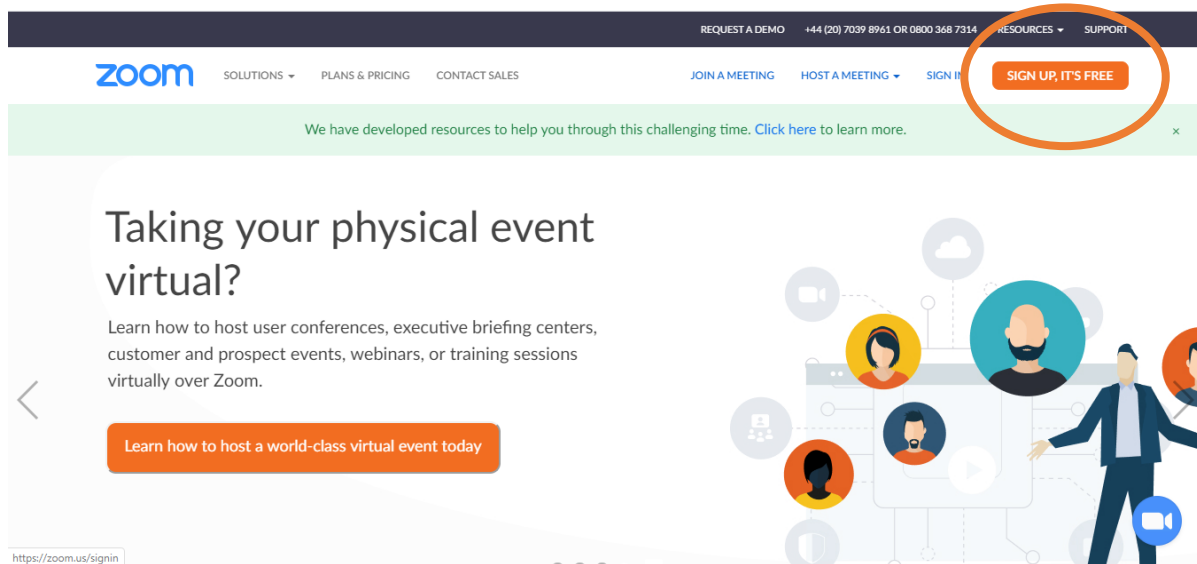 REQUEST A DEMO +44 (20) 7039 8961 OR 0800 368 7314 RESOURCES SUPPORT
zoom SOLUTIONS PLANS & PRICING CONTACT SALES JOIN A MEETING HOST A MEETING SIGN IN SIGN UP, IT'S FREE
We have developed resources to help you through this challenging time. Click here to learn more. ×
Taking your physical event
virtual?
Learn how to host user conferences, executive briefing centers,
customer and prospect events, webinars, or training sessions
virtually over Zoom.
Learn how to host a world-class virtual event today
https://zoom.us/signin